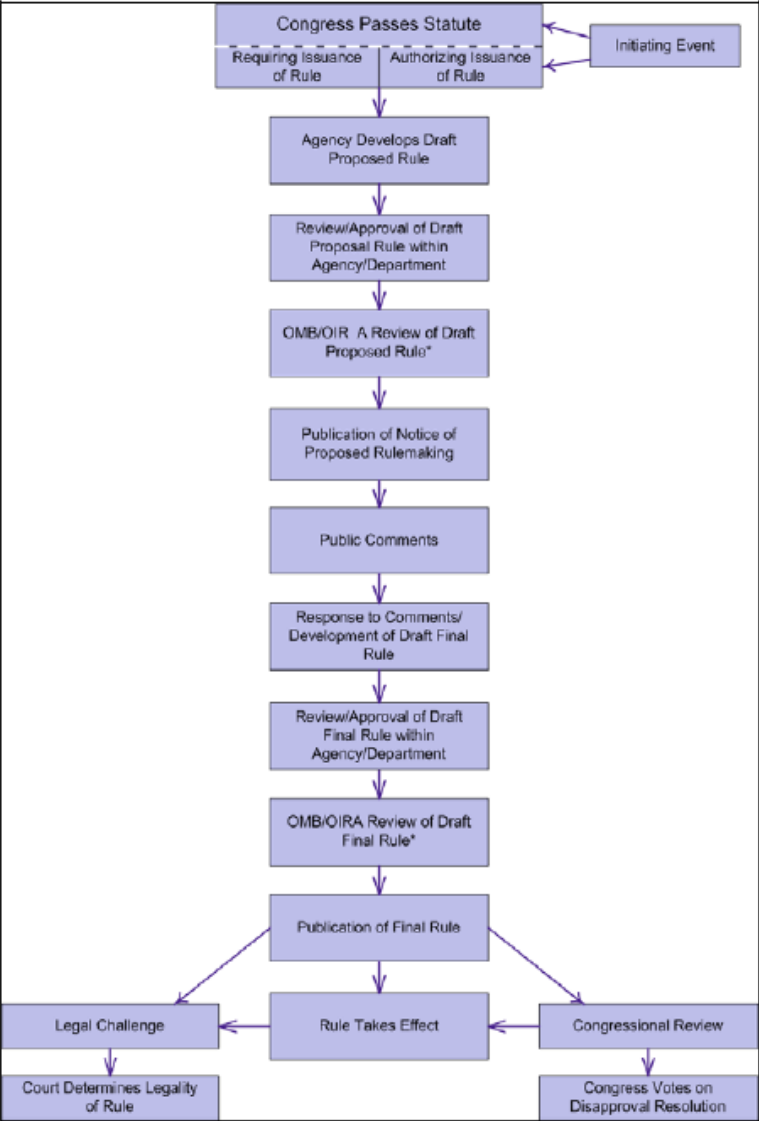 Congress Passes Statute
Initiating Event
Requiring Issuance
of Rule
Authorizing Issuance
of Rule
Agency Develops Draft
Proposed Rule
Review/Approval of Draft
Proposal Rule within
Agency/Department
OMB/OIR A Review of Draft
Proposed Rule*
Publication of Notice of
Proposed Rulemaking
Public Comments
Response to Comments/
Development of Draft Final
Rule
Review/Approval of Draft
Final Rule within
Agency/Department
OMB/OIRA Review of Draft
Final Rule*
Publication of Final Rule
Legal Challenge
Rule Takes Effect
Congressional Review
Court Determines Legality
of Rule
Congress Votes on
Disapproval Resolution